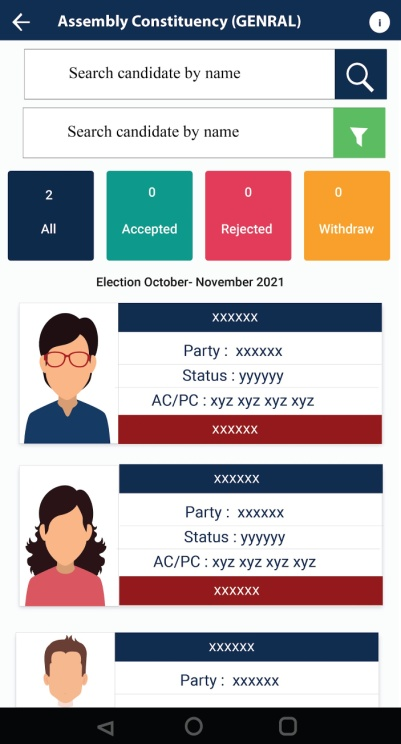 Assembly Constituency (GENRAL)
i
Search candidate by name
Search candidate by name
2
All
0
Accepted
0
Rejected
0
Withdraw
Election October- November 2021
xxxxxx
Party : xxxxxx
Status : yyyyyy
AC/PC : xyz xyz xyz xyz
xxxxxx
xxxxxx
Party : xxxxxx
Status : yyyyyy
AC/PC : xyz xyz xyz xyz
xxxxxx
xxxxxx
Party : xxxxxx